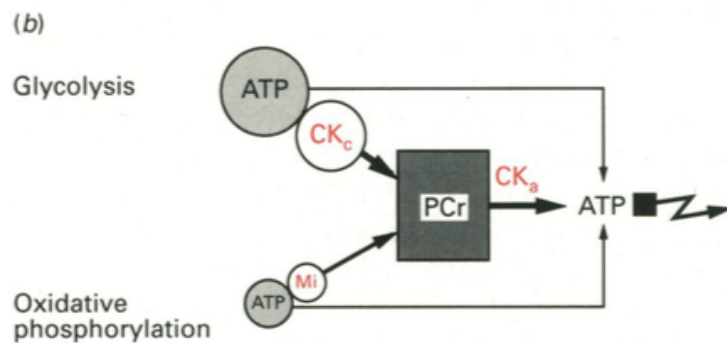 (b)
Glycolysis
ATP
CKc
PCr
CKa
ATP
Mi
ATP
Oxidative
phosphorylation